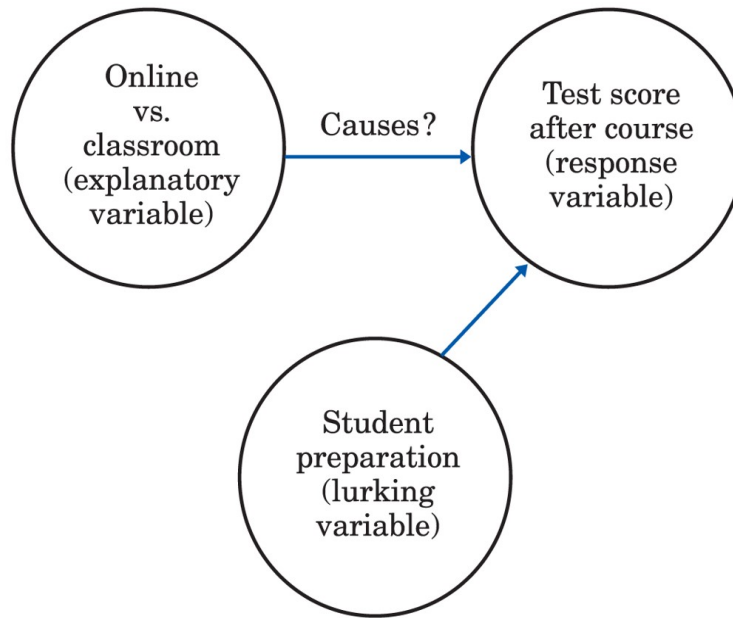 Online
vs.
classroom
(explanatory
variable)
Causes?
Test score
after course
(response
variable)
Student
preparation
(lurking
variable)